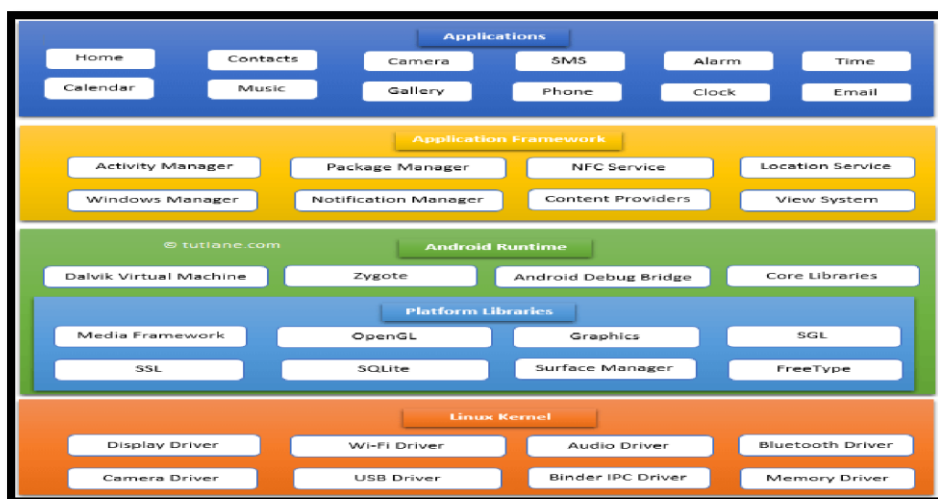 Applications
Home Contacts Camera SMS Alarm Time
Calendar Music Gallery Phone Clock Email
Application Framework
Activity Manager Package Manager NFC Service Location Service
Windows Manager Notification Manager Content Providers View System
© tutlane.com Android Runtime
Dalvik Virtual Machine Zygote Android Debug Bridge Core Libraries
Platform Libraries
Media Framework OpenGL Graphics SGL
SSL SQLite Surface Manager FreeType
Linux Kernel
Display Driver Wi-Fi Driver Audio Driver Bluetooth Driver
Camera Driver USB Driver Binder IPC Driver Memory Driver